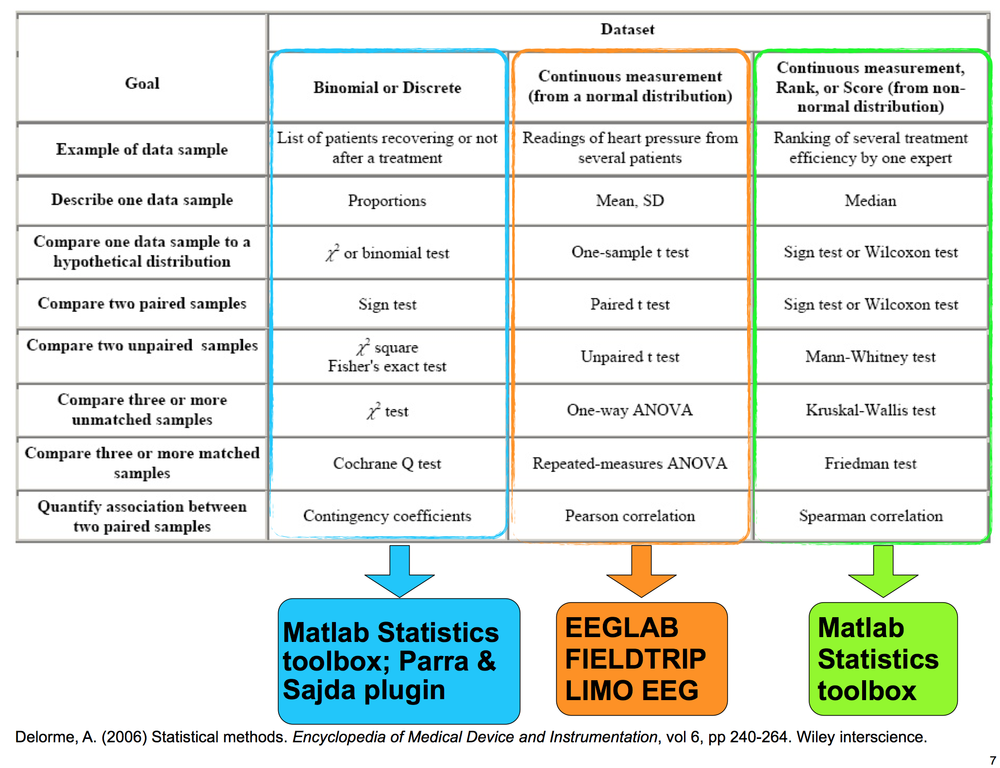 Dataset
Goal
Binomial or Discrete
Continuous measurement
(from a normal distribution)
Continuous measurement,
Rank, or Score (from non-
normal distribution)
Example of data sample
List of patients recovering or not
after a treatment
Readings of heart pressure from
several patients
Ranking of several treatment
efficiency by one expert
Describe one data sample
Proportions
Mean, SD
Median
Compare one data sample to a
hypothetical distribution
χ² or binomial test
One-sample t test
Sign test or Wilcoxon test
Compare two paired samples
Sign test
Paired t test
Sign test or Wilcoxon test
Compare two unpaired samples
χ² square
Fisher's exact test
Unpaired t test
Mann-Whitney test
Compare three or more
unmatched samples
χ² test
One-way ANOVA
Kruskal-Wallis test
Compare three or more matched
samples
Cochrane Q test
Repeated-measures ANOVA
Friedman test
Quantify association between
two paired samples
Contingency coefficients
Pearson correlation
Spearman correlation
Matlab Statistics
toolbox; Parra &
Sajda plugin
EEGLAB
FIELDTRIP
LIMO EEG
Matlab
Statistics
toolbox
Delorme, A. (2006) Statistical methods. Encyclopedia of Medical Device and Instrumentation, vol 6, pp 240-264. Wiley interscience.
7